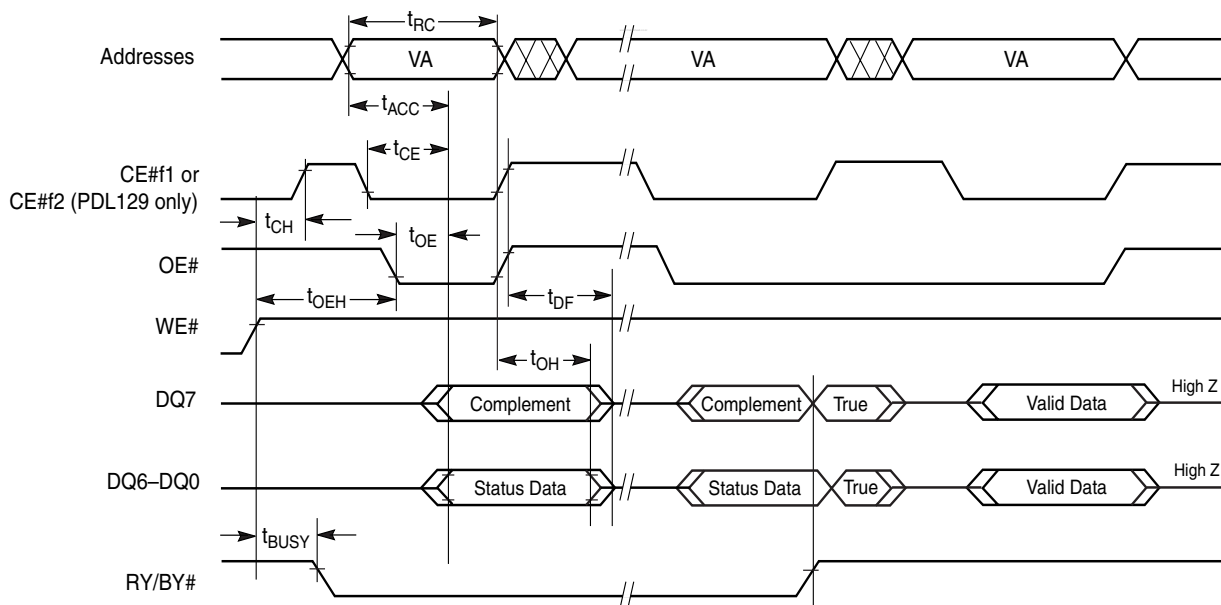 tRC
Addresses VA VA VA
tACC
tCE
CE#f1 or
CE#f2 (PDL129 only)
tCH tOE
OE#
tOEH tDF
WE#
tOH
DQ7 Complement Complement True Valid Data High Z
DQ6–DQ0 Status Data Status Data True Valid Data High Z
tBUSY
RY/BY#